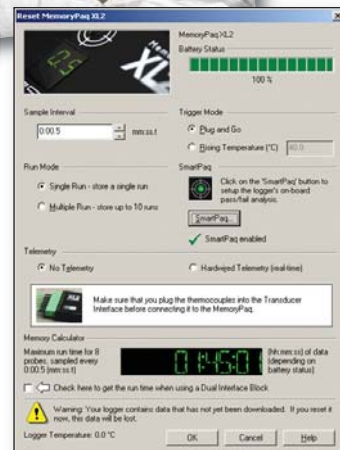 Reset MemoryPaq XL2
XL2
MemoryPaq XL2
Battery Status
100 %
Sample Interval
0:00.5
mm:ss.t
Trigger Mode
Plug and Go
Rising Temperature (°C)
40.0
Run Mode
Single Run - store a single run
Multiple Run - store up to 10 runs
SmartPaq
Click on the 'SmartPaq' button to
setup the logger's on-board
pass/fail analysis.
SmartPaq...
SmartPaq enabled
Telemetry
No Telemetry
Hardwired Telemetry (real-time)
Make sure that you plug the thermocouples into the Transducer
Interface before connecting it to the MemoryPaq.
Memory Calculator
Maximum run time for 8
probes, sampled every
0:00.5 (mm:ss.t)
01:45:01
(hh:mm:ss) of data
(depending on
battery status)
Check here to get the run time when using a Dual Interface Block
Warning: Your logger contains data that has not yet been downloaded. If you reset it
now, this data will be lost.
Logger Temperature: 0.0 °C
OK
Cancel
Help